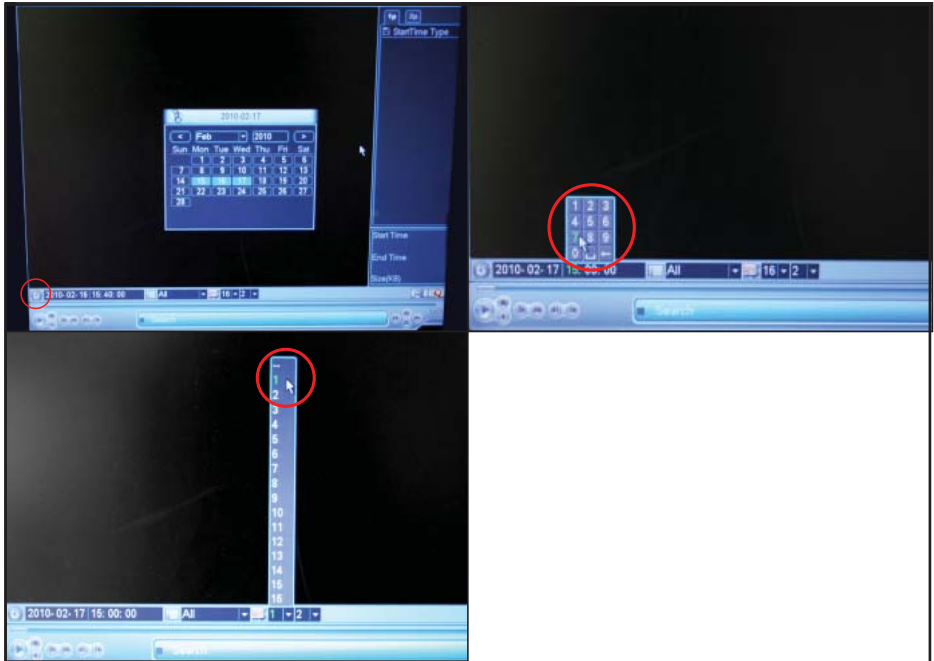 StartTime Type
2010-02-17
< Feb 2010 >
Sun Mon Tue Wed Thu Fri Sat
1 2 3 4 5 6
7 8 9 10 11 12 13
14 15 16 17 18 19 20
21 22 23 24 25 26 27
28
Start Time
End Time
Size(KB)
2010-02-16 15:40:00 All 16 2
Search
1 2 3
4 5 6
7 8 9
0
2010-02-17 15:00:00 All 16 2
Search
1
2
3
4
5
6
7
8
9
10
11
12
13
14
15
16
2010-02-17 15:00:00 All 1 2
Search